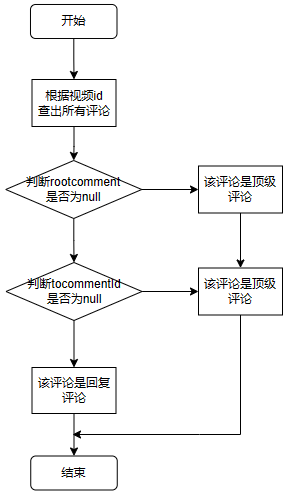 开始
根据视频id
查出所有评论
判断rootcomment
是否为null
该评论是顶级
评论
判断tocommentId
是否为null
该评论是顶级
评论
该评论是回复
评论
结束